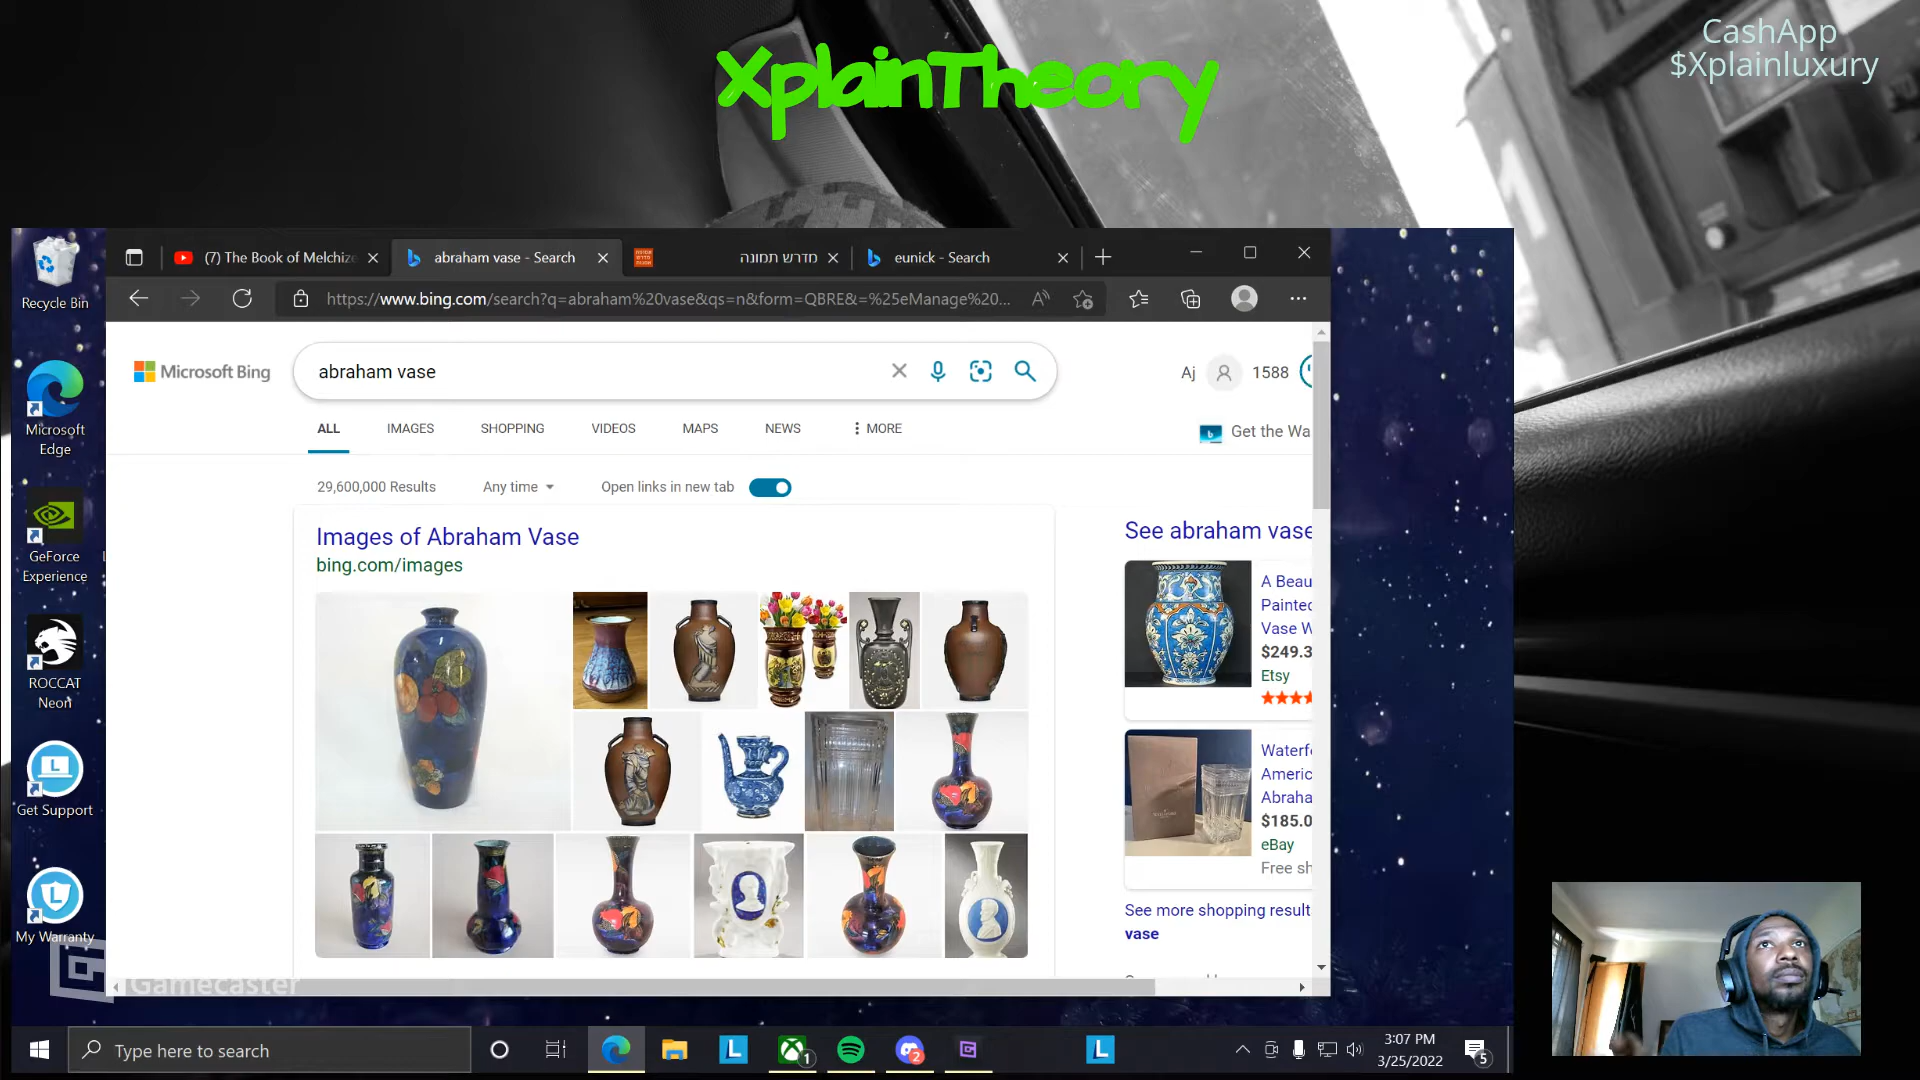 CashApp
$Xplainluxury
XplainTheory
Recycle Bin
Microsoft
Edge
GeForce
Experience
ROCCAT
Neon
Get Support
My Warranty
(7) The Book of Melchize
abraham vase - Search
מדרש תמונה
eunick - Search
https://www.bing.com/search?q=abraham%20vase&qs=n&form=QBRE&=%25eManage%20...
Microsoft Bing
abraham vase
Aj
1588
ALL
IMAGES
SHOPPING
VIDEOS
MAPS
NEWS
MORE
Get the Wa
29,600,000 Results
Any time
Open links in new tab
Images of Abraham Vase
bing.com/images
See abraham vase
A Beau
Painted
Vase W
$249.3
Etsy
Waterf
Americ
Abraha
$185.0
eBay
Free sh
See more shopping result
vase
Gamecaster
Type here to search
1
2
3:07 PM
3/25/2022
5